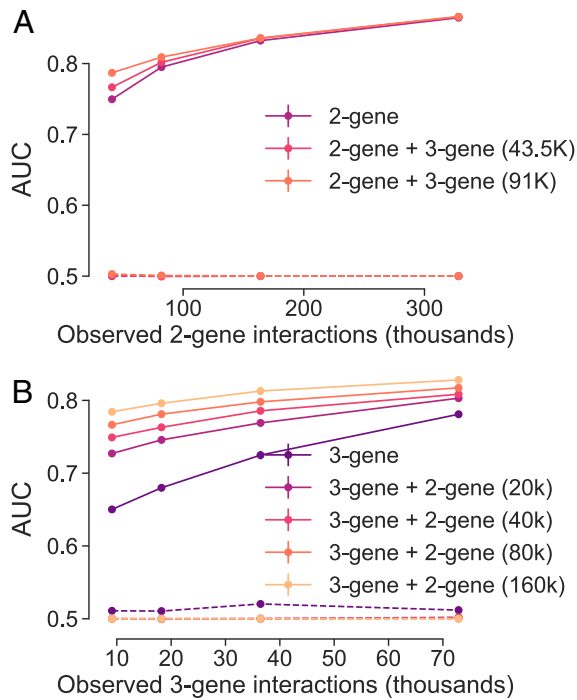 A
0.8
0.7
0.6
0.5
AUC
2-gene
2-gene + 3-gene (43.5K)
2-gene + 3-gene (91K)
100 200 300
Observed 2-gene interactions (thousands)
B
0.8
0.7
0.6
0.5
AUC
3-gene
3-gene + 2-gene (20k)
3-gene + 2-gene (40k)
3-gene + 2-gene (80k)
3-gene + 2-gene (160k)
10 20 30 40 50 60 70
Observed 3-gene interactions (thousands)